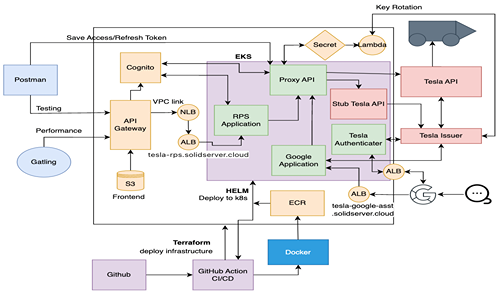 Key Rotation
Save Access/Refresh Token
Secret
Lambda
EKS
Cognito
Postman
Proxy API
Tesla API
Testing
VPC link
NLB
API
Gateway
RPS
Application
Stub Tesla API
Performance
Gatling
ALB
tesla-rps.solidserver.cloud
Tesla
Authenticater
Tesla Issuer
Google
Application
S3
Frontend
ALB
HELM
Deploy to k8s
ALB
tesla-google-asst
.solidserver.cloud
ECR
Terraform
deploy infrastructure
Docker
Github
GitHub Action
CI/CD